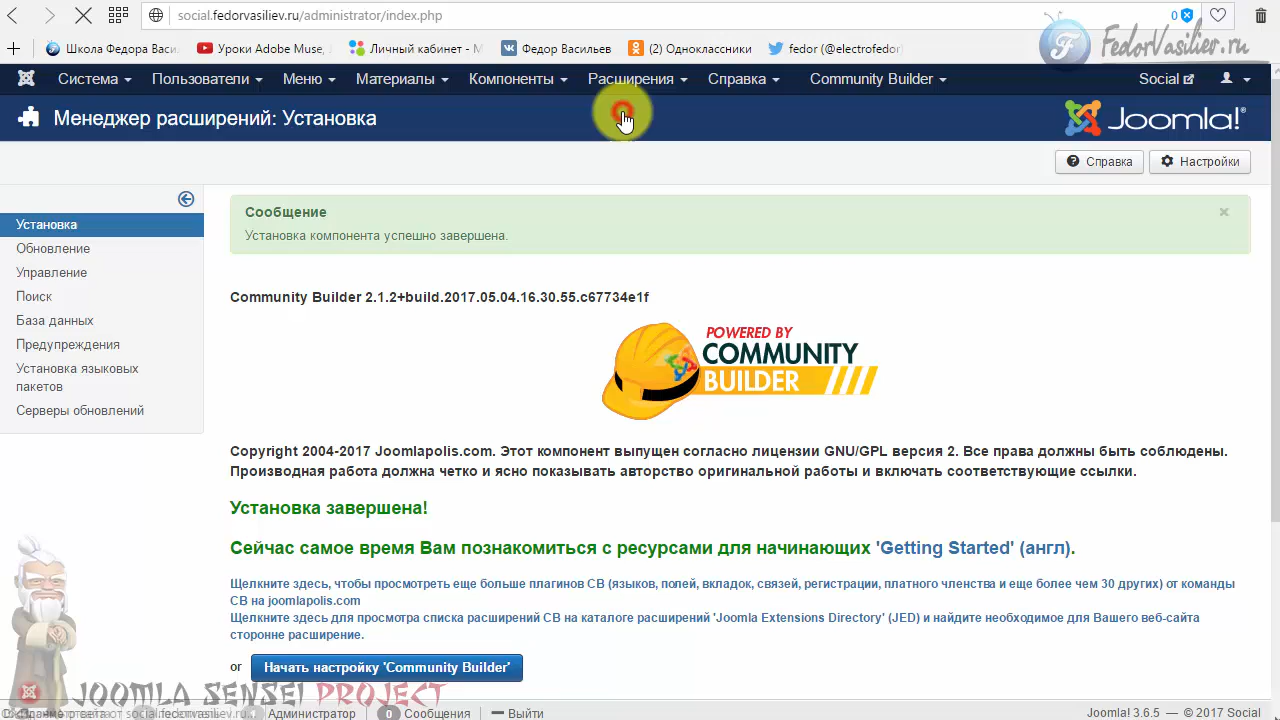 social.fedorvasiliev.ru/administrator/index.php
0
Школа Федора Васи
Уроки Adobe Muse,
Личный кабинет - М
Федор Васильев
(2) Одноклассники
fedor (@electrofedor)
FedorVasiliev.ru
Система
Пользователи
Меню
Материалы
Компоненты
Расширения
Справка
Community Builder
Social
Менеджер расширений: Установка
Joomla!®
Справка
Настройки
Установка
Обновление
Управление
Поиск
База данных
Предупреждения
Установка языковых
пакетов
Серверы обновлений
Сообщение
×
Установка компонента успешно завершена.
Community Builder 2.1.2+build.2017.05.04.16.30.55.c67734e1f
POWERED BY
COMMUNITY
BUILDER
Copyright 2004-2017 Joomlapolis.com. Этот компонент выпущен согласно лицензии GNU/GPL версия 2. Все права должны быть соблюдены.
Производная работа должна четко и ясно показывать авторство оригинальной работы и включать соответствующие ссылки.
Установка завершена!
Сейчас самое время Вам познакомиться с ресурсами для начинающих 'Getting Started' (англ).
Щелкните здесь, чтобы просмотреть еще больше плагинов CB (языков, полей, вкладок, связей, регистрации, платного членства и еще более чем 30 других) от команды
CB на joomlapolis.com
Щелкните здесь для просмотра списка расширений CB на каталоге расширений 'Joomla Extensions Directory' (JED) и найдите необходимое для Вашего веб-сайта
сторонне расширение.
or
Начать настройку 'Community Builder'
JOOMLA SENSEI PROJECT
social.fedorvasiliev.ru...
Администратор
0
Сообщения
Выйти
Joomla! 3.6.5 — © 2017 Social